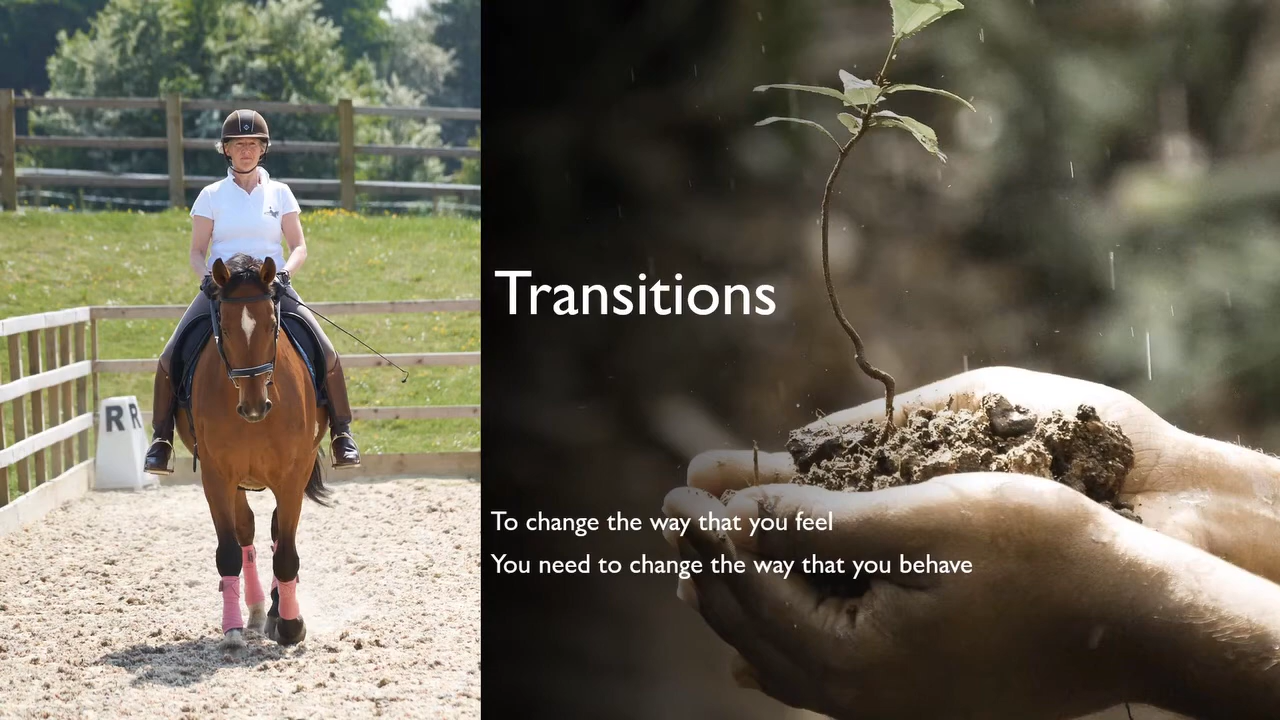 R R
Transitions
To change the way that you feel
You need to change the way that you behave